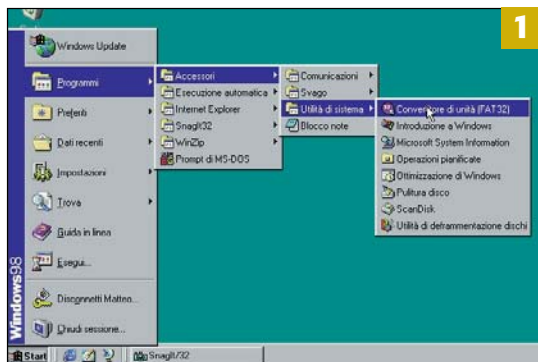 1
Windows Update
Programmi
Preferiti
Dati recenti
Impostazioni
Trova
Guida in linea
Esegui...
Disconnetti Matteo...
Chiudi sessione...
Windows98
Accessori
Esecuzione automatica
Internet Explorer
SnagIt32
WinZip
Prompt di MS-DOS
Comunicazioni
Svago
Utilità di sistema
Blocco note
Convertitore di unità (FAT32)
Introduzione a Windows
Microsoft System Information
Operazioni pianificate
Ottimizzazione di Windows
Pulitura disco
ScanDisk
Utilità di deframmentazione dischi
Start
SnagIt/32